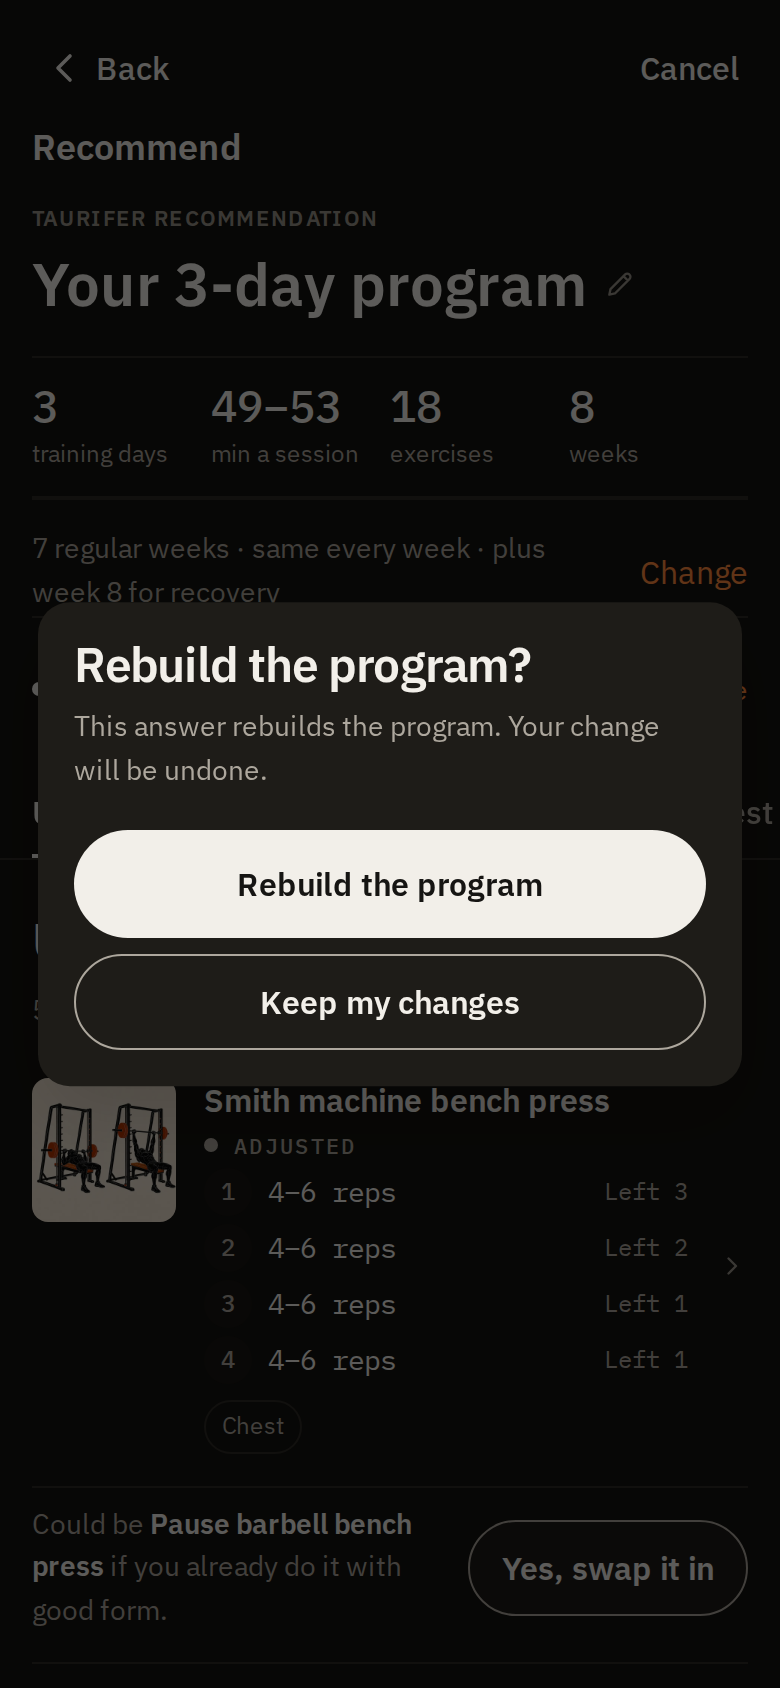 Back
Cancel
Recommend
TAURIFER RECOMMENDATION
Your 3-day program
3
49–53
18
8
training days
min a session
exercises
weeks
7 regular weeks · same every week · plus
week 8 for recovery
Change
Rebuild the program?
This answer rebuilds the program. Your change
will be undone.
Rebuild the program
Keep my changes
Smith machine bench press
ADJUSTED
1 4–6 reps Left 3
2 4–6 reps Left 2
3 4–6 reps Left 1
4 4–6 reps Left 1
Chest
Could be Pause barbell bench
press if you already do it with
good form.
Yes, swap it in